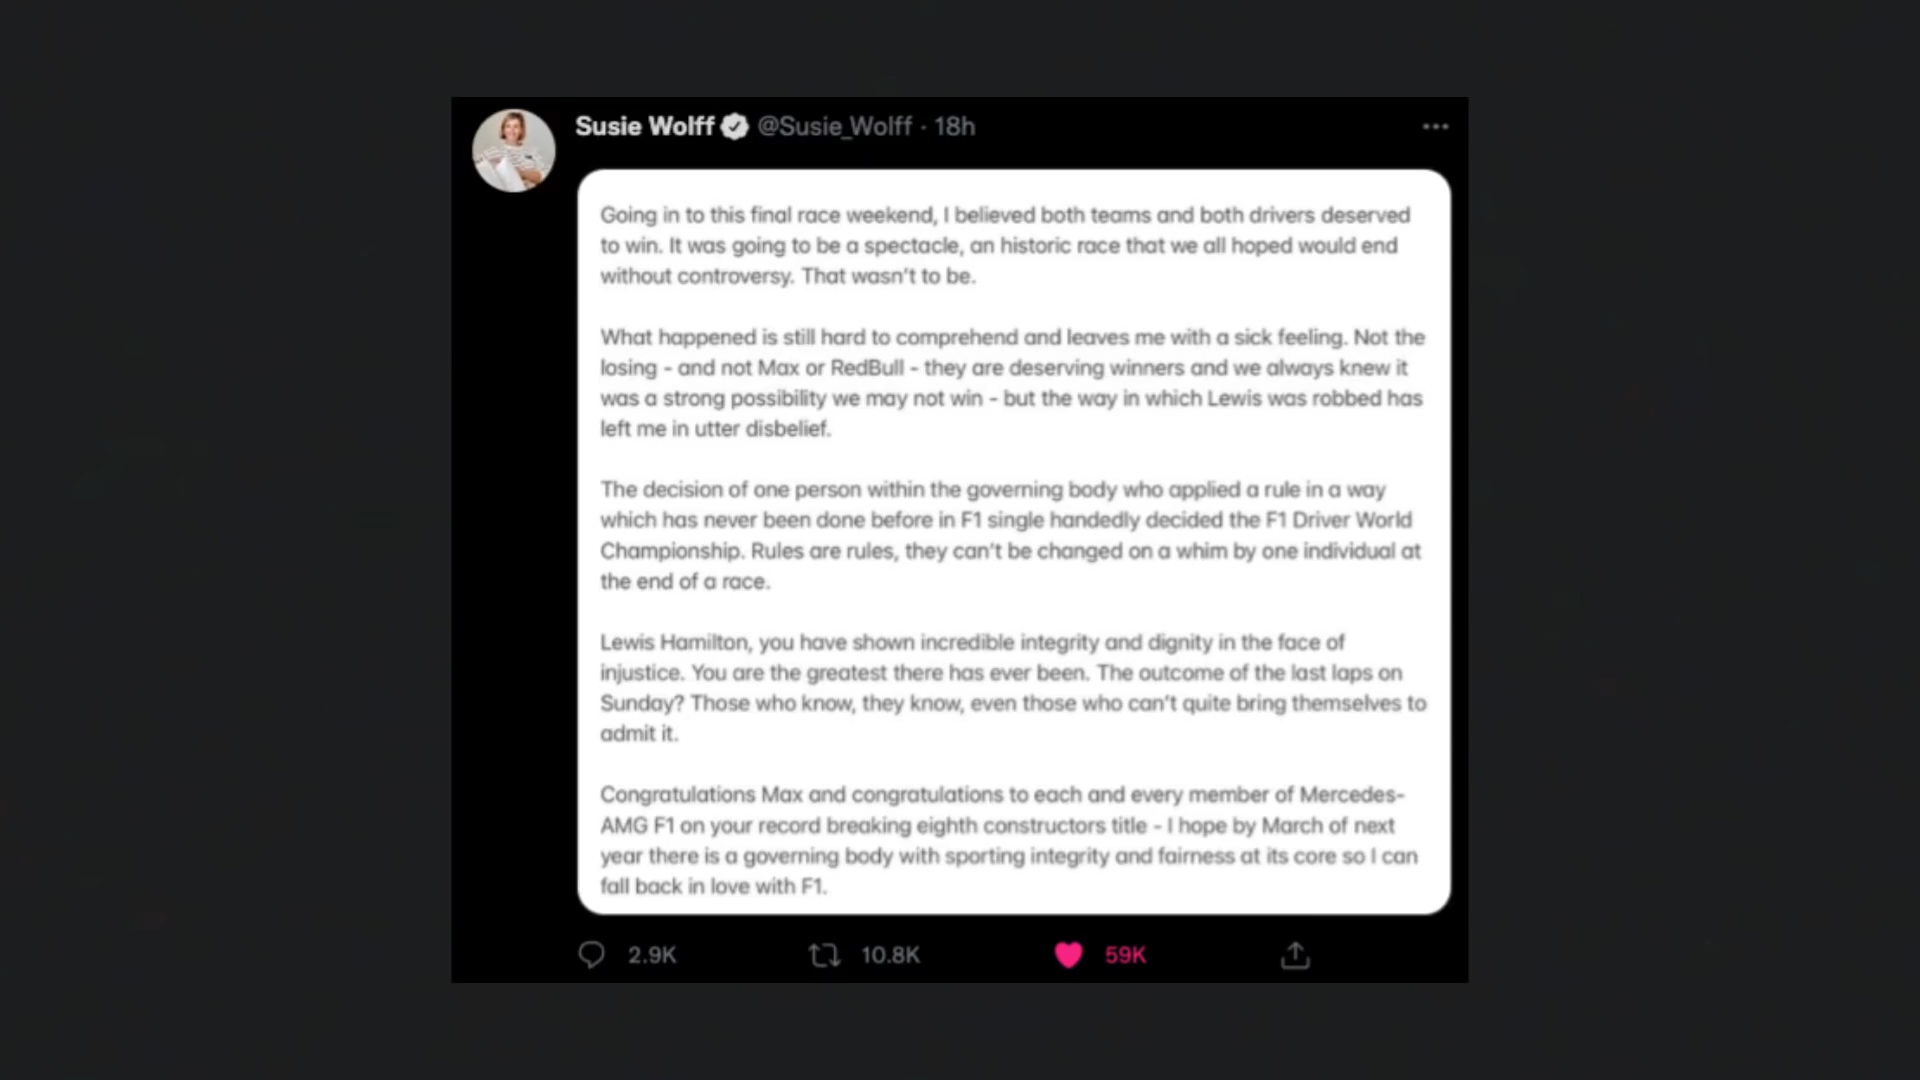 Susie Wolff @Susie_Wolff · 18h
Going in to this final race weekend, I believed both teams and both drivers deserved
to win. It was going to be a spectacle, an historic race that we all hoped would end
without controversy. That wasn't to be.
What happened is still hard to comprehend and leaves me with a sick feeling. Not the
losing - and not Max or RedBull - they are deserving winners and we always knew it
was a strong possibility we may not win - but the way in which Lewis was robbed has
left me in utter disbelief.
The decision of one person within the governing body who applied a rule in a way
which has never been done before in F1 single handedly decided the F1 Driver World
Championship. Rules are rules, they can't be changed on a whim by one individual at
the end of a race.
Lewis Hamilton, you have shown incredible integrity and dignity in the face of
injustice. You are the greatest there has ever been. The outcome of the last laps on
Sunday? Those who know, they know, even those who can't quite bring themselves to
admit it.
Congratulations Max and congratulations to each and every member of Mercedes-
AMG F1 on your record breaking eighth constructors title - I hope by March of next
year there is a governing body with sporting integrity and fairness at its core so I can
fall back in love with F1.
2.9K 10.8K 59K